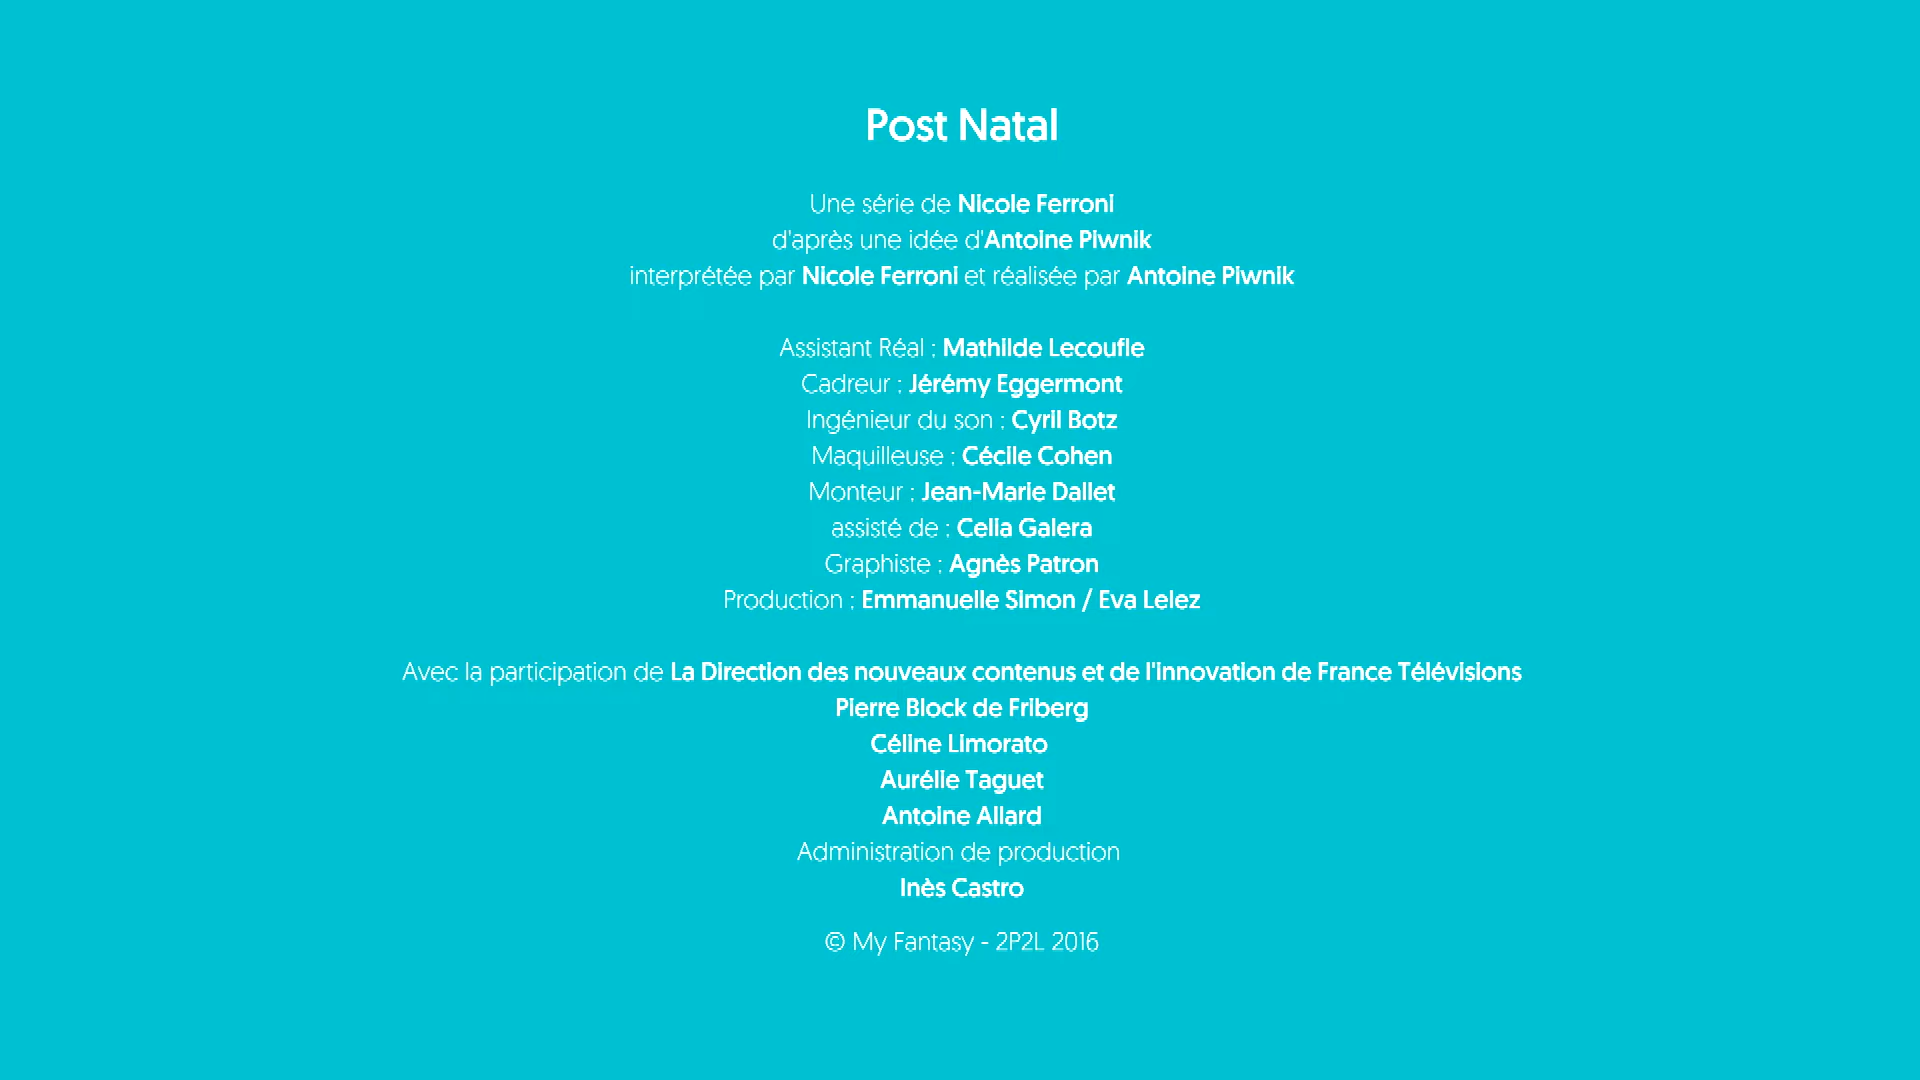 Post Natal
Une série de Nicole Ferroni
d'après une idée d'Antoine Piwnik
interprétée par Nicole Ferroni et réalisée par Antoine Piwnik
Assistant Réal : Mathilde Lecoufle
Cadreur : Jérémy Eggermont
Ingénieur du son : Cyril Botz
Maquilleuse : Cécile Cohen
Monteur : Jean-Marie Dallet
assisté de : Celia Galera
Graphiste : Agnès Patron
Production : Emmanuelle Simon / Eva Lelez
Avec la participation de La Direction des nouveaux contenus et de l'innovation de France Télévisions
Pierre Block de Friberg
Céline Limorato
Aurélie Taguet
Antoine Allard
Administration de production
Inès Castro
© My Fantasy - 2P2L 2016